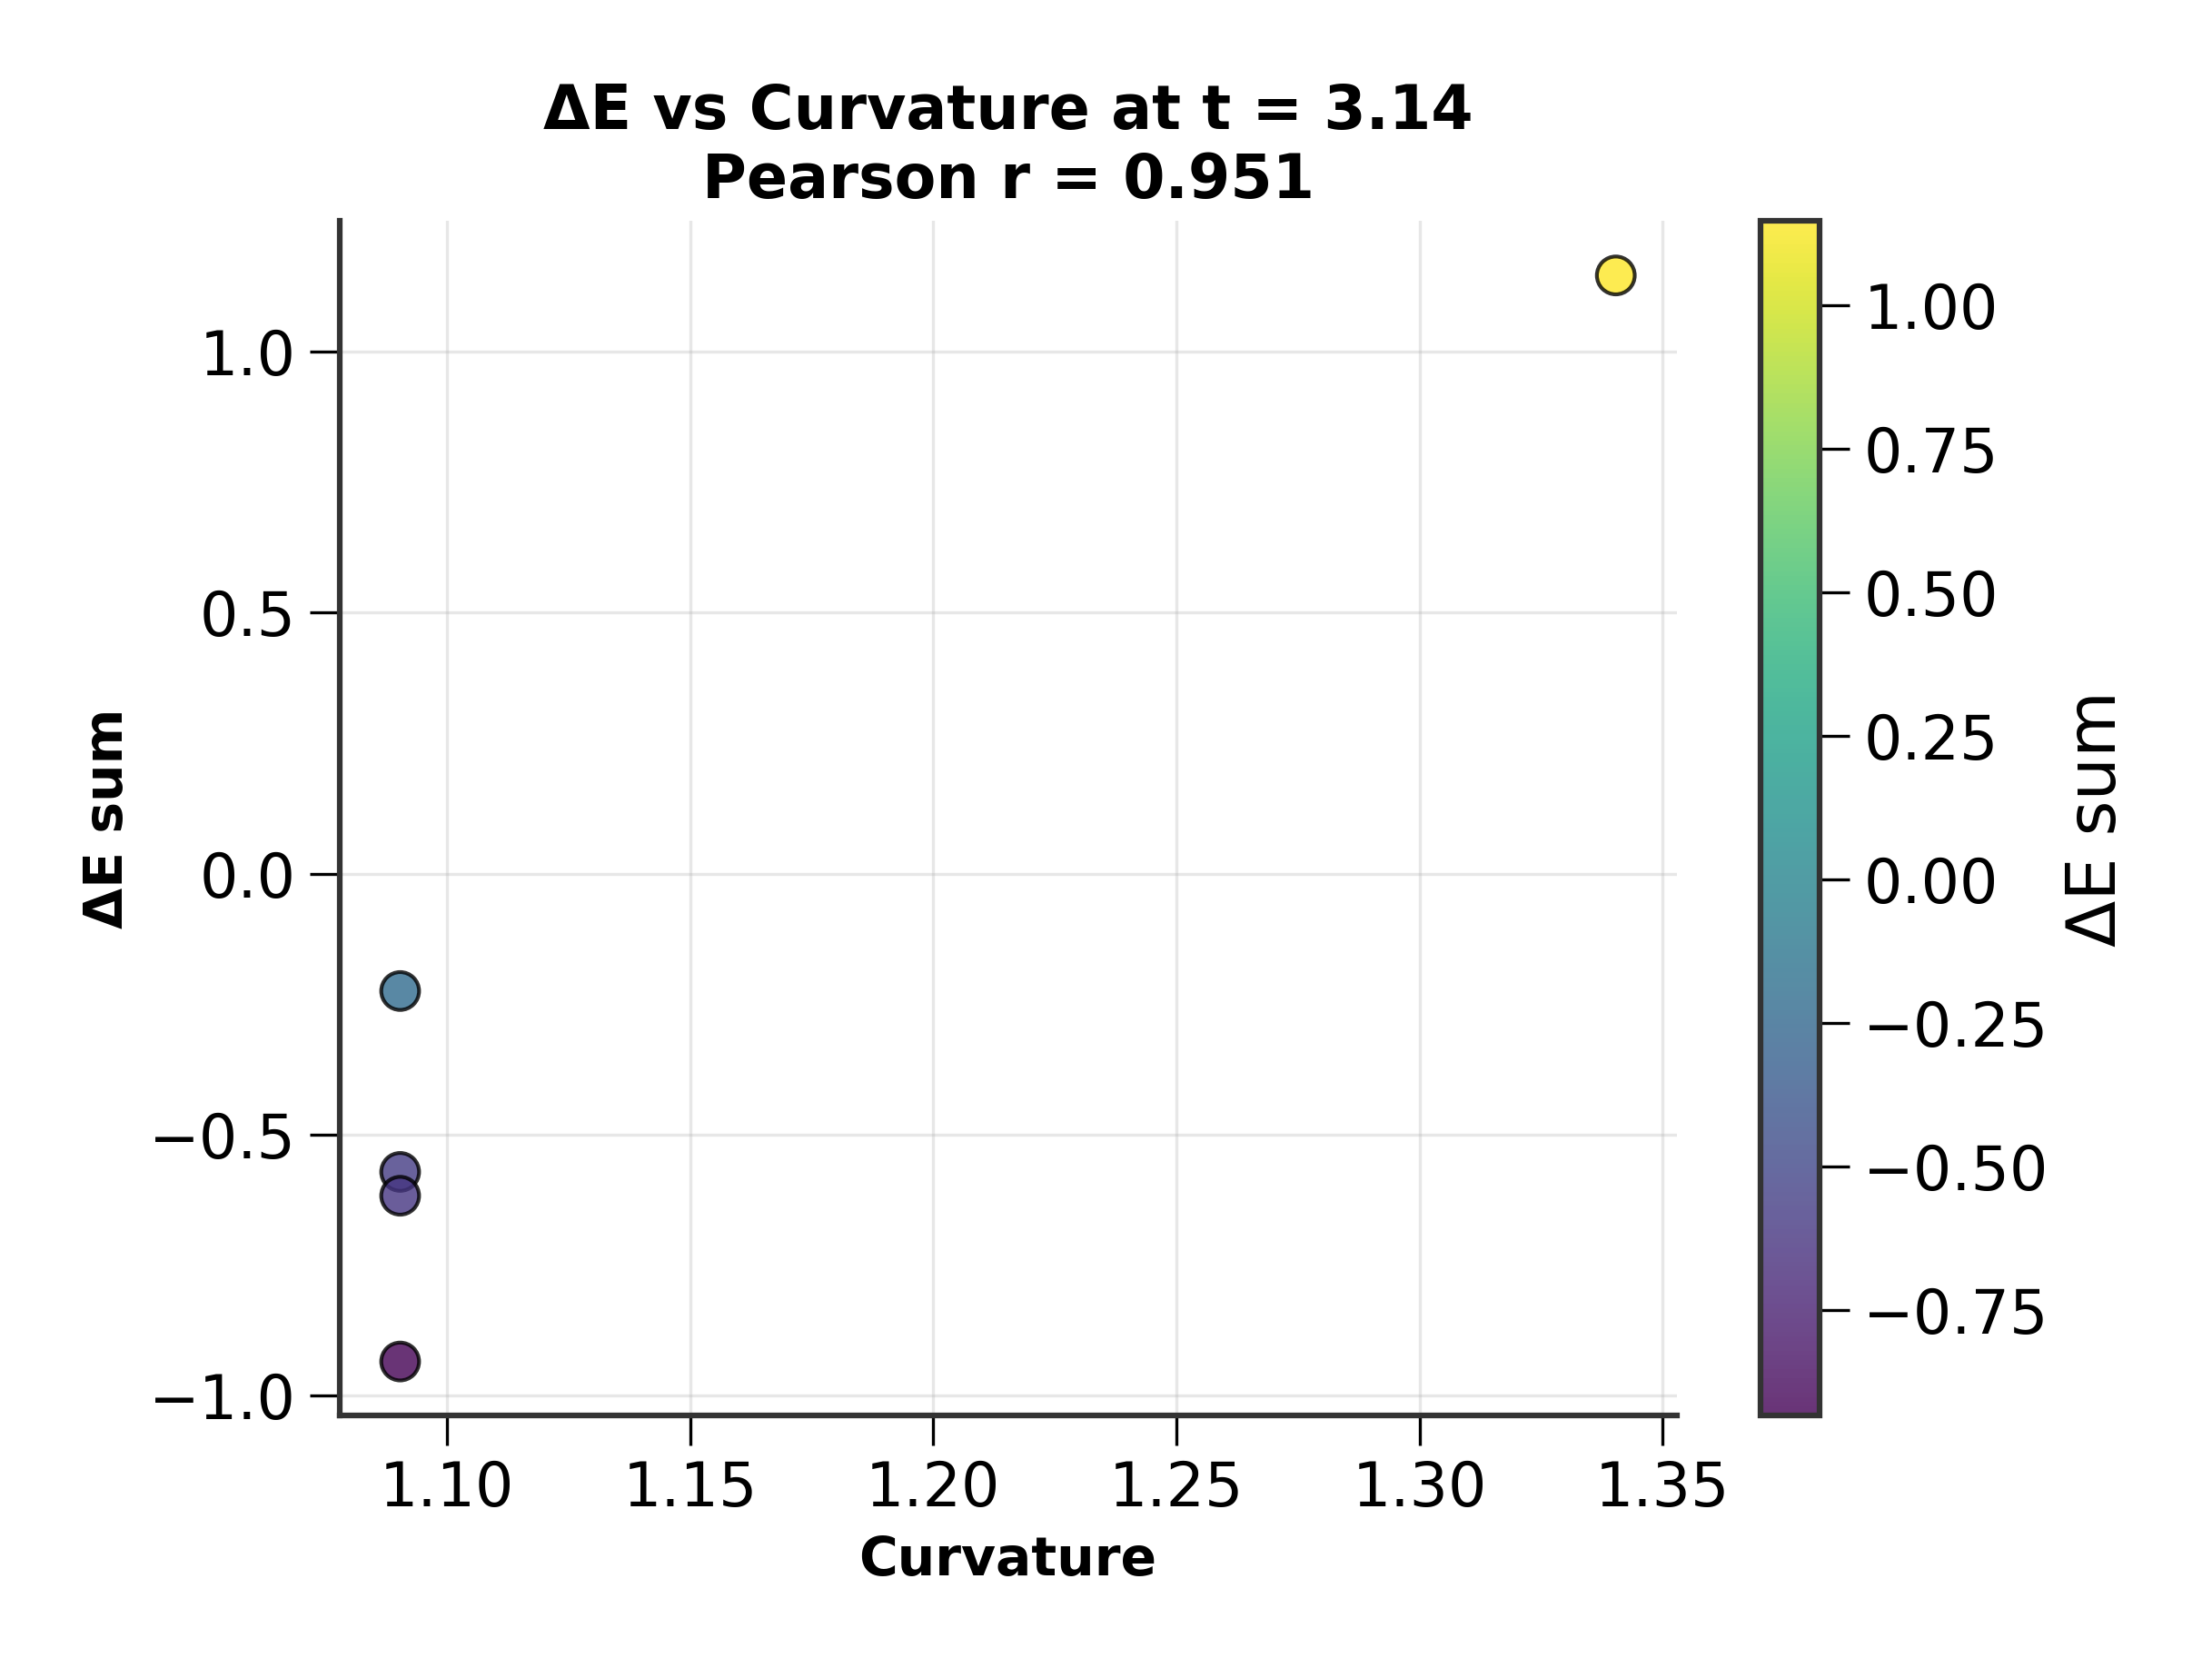 ΔE vs Curvature at t = 3.14
Pearson r = 0.951
ΔE sum
1.0
0.5
0.0
−0.5
−1.0
1.10 1.15 1.20 1.25 1.30 1.35
Curvature
1.00
0.75
0.50
0.25
0.00
−0.25
−0.50
−0.75
ΔE sum